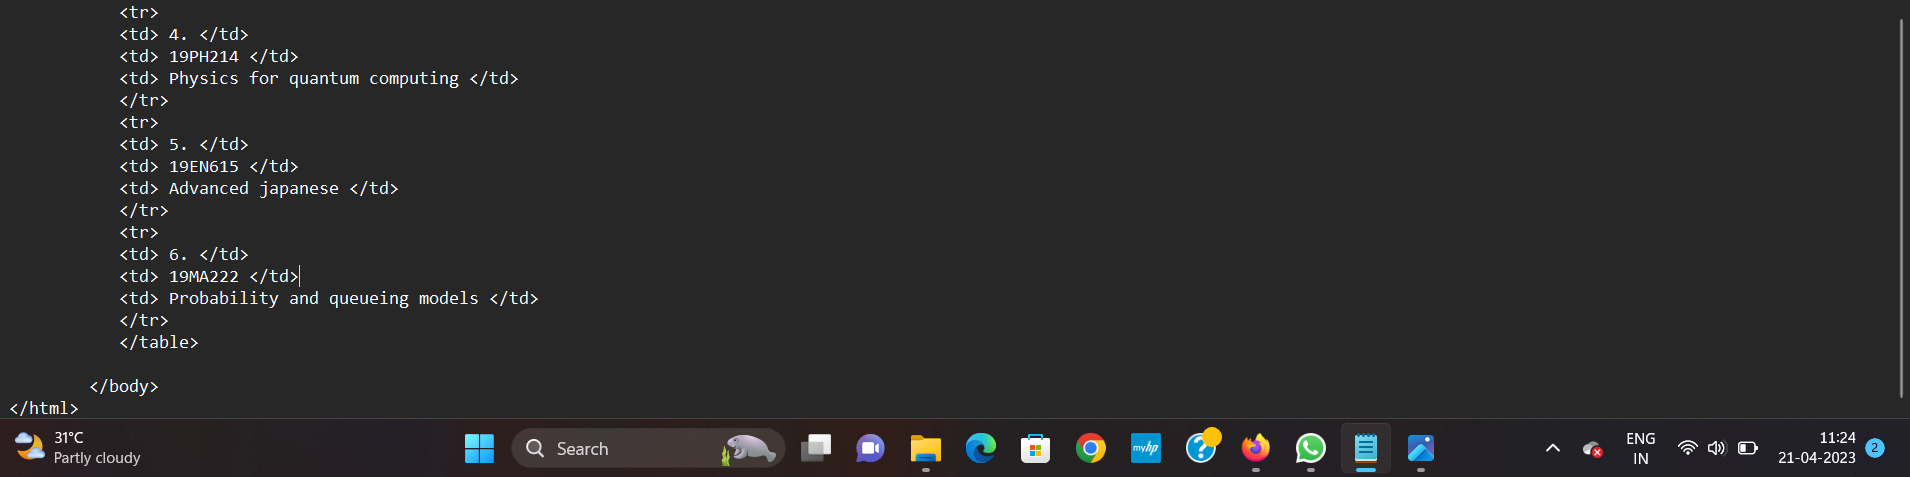 <tr>
<td> 4. </td>
<td> 19PH214 </td>
<td> Physics for quantum computing </td>
</tr>
<tr>
<td> 5. </td>
<td> 19EN615 </td>
<td> Advanced japanese </td>
</tr>
<tr>
<td> 6. </td>
<td> 19MA222 </td>
<td> Probability and queueing models </td>
</tr>
</table>
</body>
</html>
31°C
Partly cloudy
Search
myhp
ENG
IN
11:24
21-04-2023
2